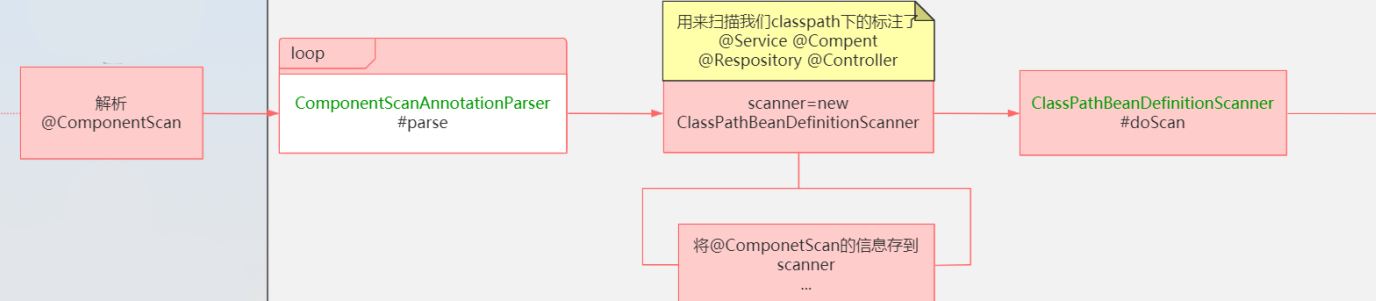 用来扫描我们classpath下的标注了
@Service @Compent
@Respository @Controller
loop
解析
@ComponentScan
ComponentScanAnnotationParser
#parse
scanner=new
ClassPathBeanDefinitionScanner
ClassPathBeanDefinitionScanner
#doScan
将@ComponetScan的信息存到
scanner
...